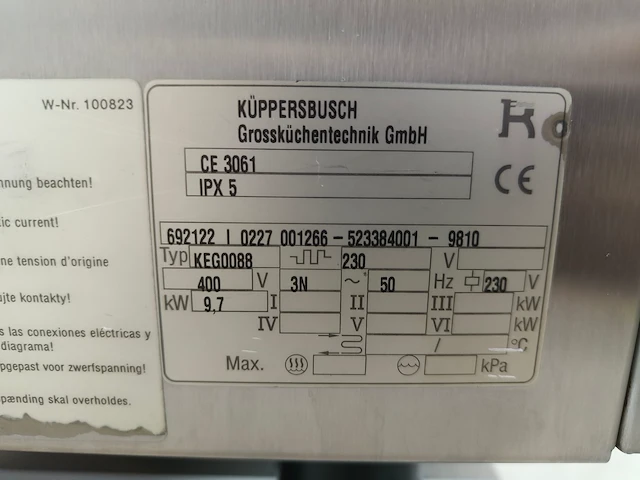 W-Nr. 100823
nnung beachten!
ic current!
ne tension d'origine
ujte kontakty!
s las conexiones eléctricas y
diagrama!
pgepast voor zwerfspanning!
pænding skal overholdes.
KÜPPERSBUSCH
Grossküchentechnik GmbH
K
CE 3061
IPX 5
CE
692122 I 0227 001266-523384001 - 9810
Typ KEG0088 230 V
400 V 3N ~ 50 Hz 230 V
kW 9,7 I II III kW
IV V VI kW
/ °C
Max. kPa